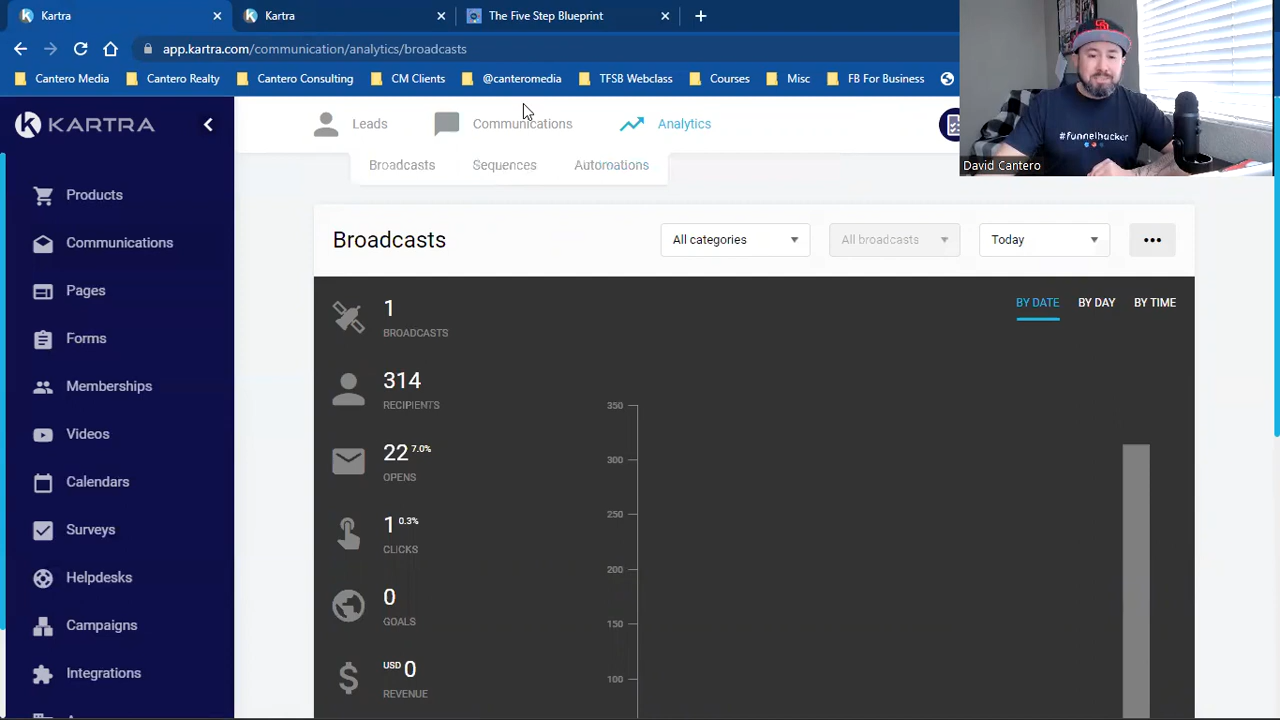 Kartra
Kartra
The Five Step Blueprint
app.kartra.com/communication/analytics/broadcasts
Cantero Media
Cantero Realty
Cantero Consulting
CM Clients
@canterod
TFSB Webclass
Courses
Misc
FB For Business
KARTRA
Leads
Communications
Analytics
#funnelhacker
David Cantero
Broadcasts
Sequences
Automations
Products
Communications
Pages
Forms
Memberships
Videos
Calendars
Surveys
Helpdesks
Campaigns
Integrations
Broadcasts
All categories
All broadcasts
Today
BY DATE
BY DAY
BY TIME
1
BROADCASTS
314
RECIPIENTS
22 7.0%
OPENS
1 0.3%
CLICKS
0
GOALS
USD 0
REVENUE
350
300
250
200
150
100